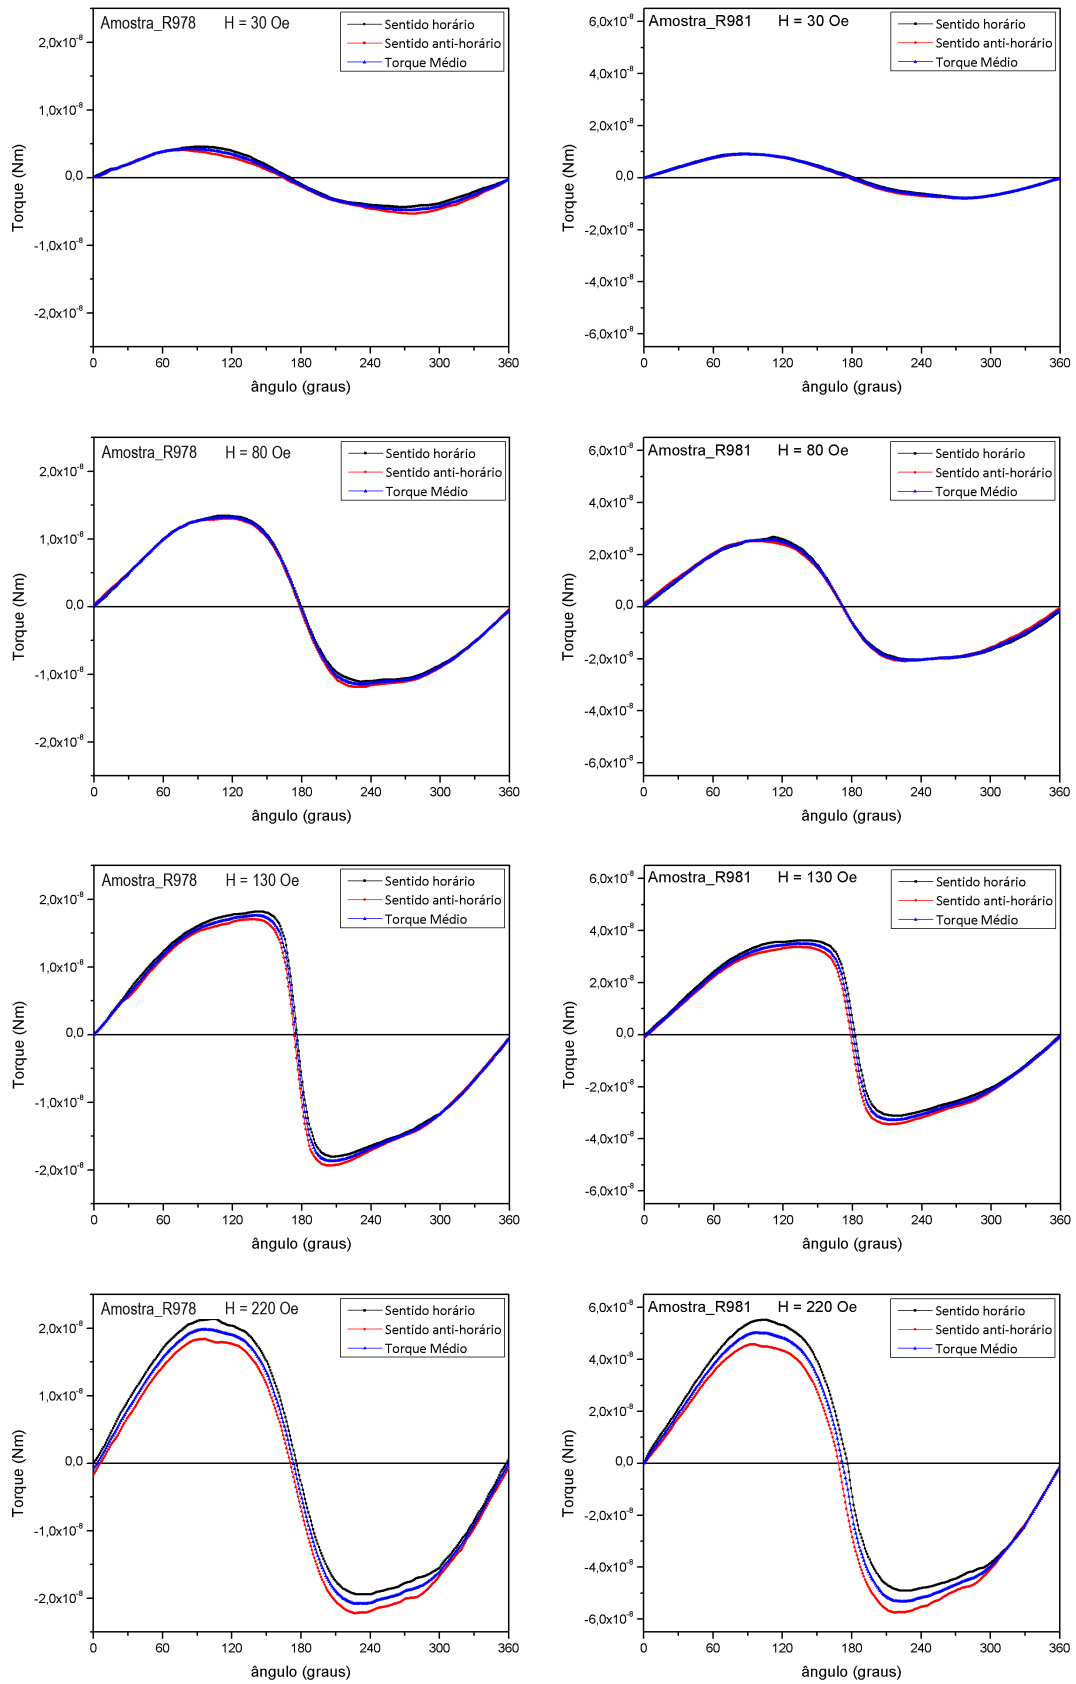 Amostra_R978 H = 30 Oe
Sentido horário
Sentido anti-horário
Torque Médio
2,0x10⁻⁸
1,0x10⁻⁸
0,0
-1,0x10⁻⁸
-2,0x10⁻⁸
Torque (Nm)
0 60 120 180 240 300 360
ângulo (graus)
Amostra_R981 H = 30 Oe
Sentido horário
Sentido anti-horário
Torque Médio
6,0x10⁻⁸
4,0x10⁻⁸
2,0x10⁻⁸
0,0
-2,0x10⁻⁸
-4,0x10⁻⁸
-6,0x10⁻⁸
Torque (Nm)
0 60 120 180 240 300 360
ângulo (graus)
Amostra_R978 H = 80 Oe
Sentido horário
Sentido anti-horário
Torque Médio
2,0x10⁻⁸
1,0x10⁻⁸
0,0
-1,0x10⁻⁸
-2,0x10⁻⁸
Torque (Nm)
0 60 120 180 240 300 360
ângulo (graus)
Amostra_R981 H = 80 Oe
Sentido horário
Sentido anti-horário
Torque Médio
6,0x10⁻⁸
4,0x10⁻⁸
2,0x10⁻⁸
0,0
-2,0x10⁻⁸
-4,0x10⁻⁸
-6,0x10⁻⁸
Torque (Nm)
0 60 120 180 240 300 360
ângulo (graus)
Amostra_R978 H = 130 Oe
Sentido horário
Sentido anti-horário
Torque Médio
2,0x10⁻⁸
1,0x10⁻⁸
0,0
-1,0x10⁻⁸
-2,0x10⁻⁸
Torque (Nm)
0 60 120 180 240 300 360
ângulo (graus)
Amostra_R981 H = 130 Oe
Sentido horário
Sentido anti-horário
Torque Médio
6,0x10⁻⁸
4,0x10⁻⁸
2,0x10⁻⁸
0,0
-2,0x10⁻⁸
-4,0x10⁻⁸
-6,0x10⁻⁸
Torque (Nm)
0 60 120 180 240 300 360
ângulo (graus)
Amostra_R978 H = 220 Oe
Sentido horário
Sentido anti-horário
Torque Médio
2,0x10⁻⁸
1,0x10⁻⁸
0,0
-1,0x10⁻⁸
-2,0x10⁻⁸
Torque (Nm)
0 60 120 180 240 300 360
ângulo (graus)
Amostra_R981 H = 220 Oe
Sentido horário
Sentido anti-horário
Torque Médio
6,0x10⁻⁸
4,0x10⁻⁸
2,0x10⁻⁸
0,0
-2,0x10⁻⁸
-4,0x10⁻⁸
-6,0x10⁻⁸
Torque (Nm)
0 60 120 180 240 300 360
ângulo (graus)